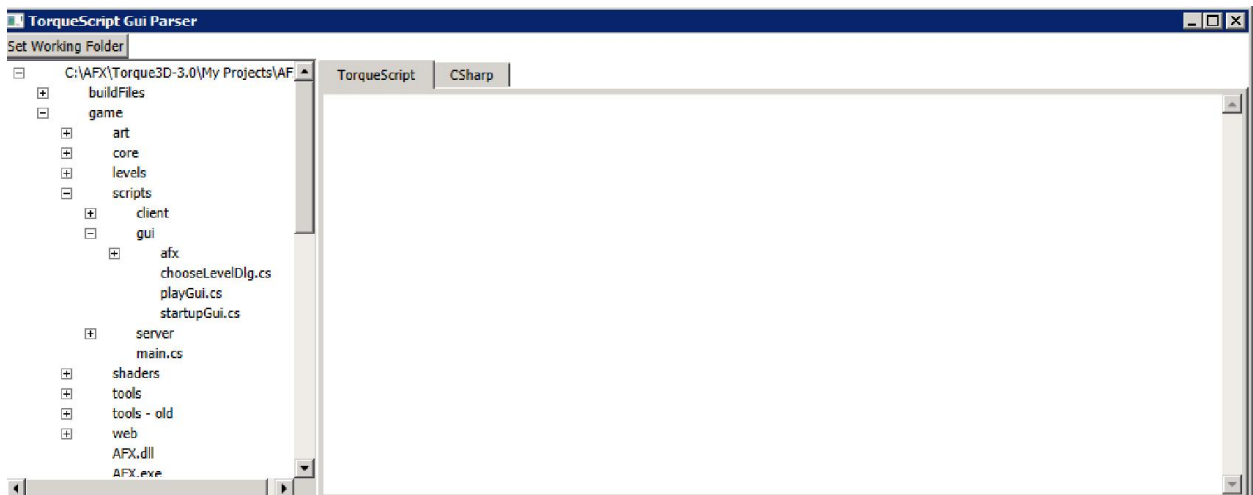 TorqueScript Gui Parser
Set Working Folder
C:\AFX\Torque3D-3.0\My Projects\AF
buildFiles
game
art
core
levels
scripts
client
gui
afx
chooseLevelDlg.cs
playGui.cs
startupGui.cs
server
main.cs
shaders
tools
tools - old
web
AFX.dll
AFX.exe
TorqueScript CSharp